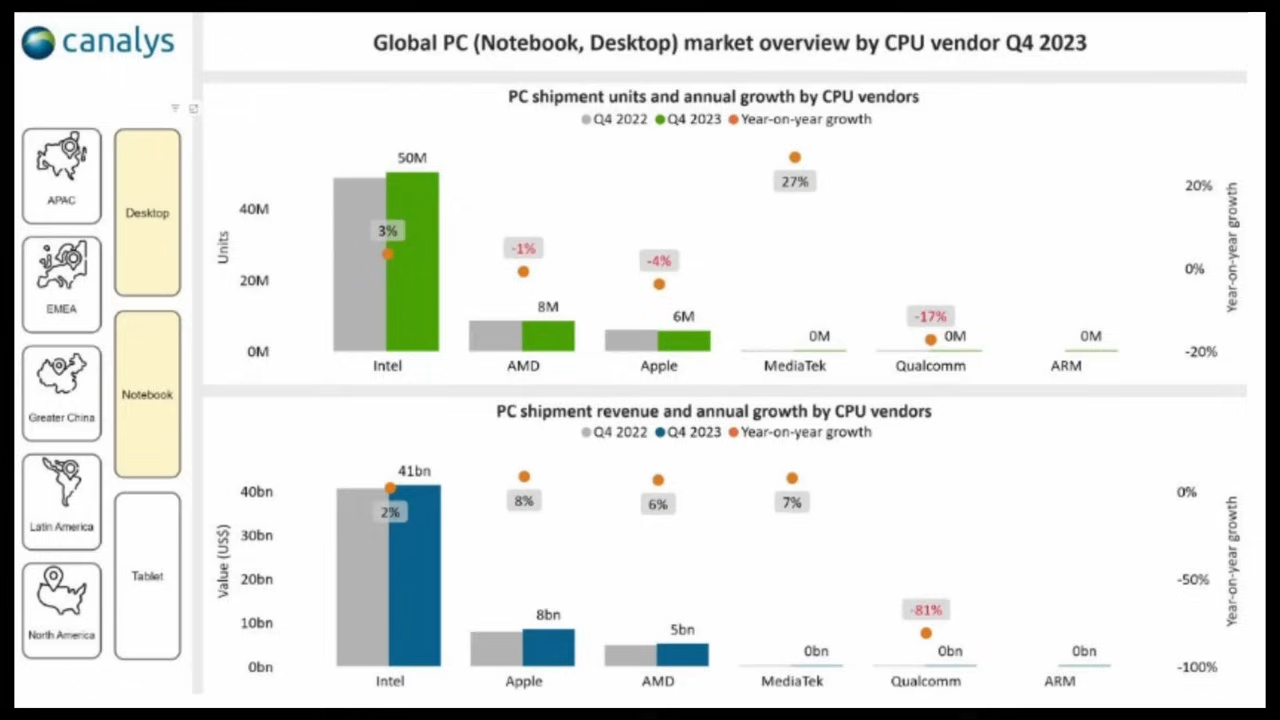 canalys
Global PC (Notebook, Desktop) market overview by CPU vendor Q4 2023
APAC
EMEA
Greater China
Latin America
North America
Desktop
Notebook
Tablet
PC shipment units and annual growth by CPU vendors
Q4 2022 Q4 2023 Year-on-year growth
Units
40M
20M
0M
50M
3%
-1%
8M
-4%
6M
27%
0M
-17%
0M
0M
20%
0%
-20%
Year-on-year growth
Intel AMD Apple MediaTek Qualcomm ARM
PC shipment revenue and annual growth by CPU vendors
Q4 2022 Q4 2023 Year-on-year growth
Value (US$)
40bn
30bn
20bn
10bn
0bn
41bn
2%
8%
8bn
6%
5bn
7%
0bn
-81%
0bn
0bn
0%
-50%
-100%
Year-on-year growth
Intel Apple AMD MediaTek Qualcomm ARM